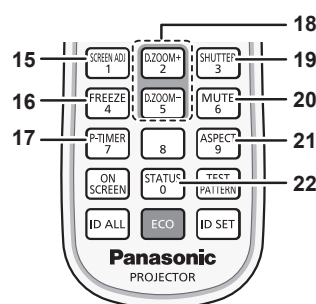 18
15
SCREEN ADJ
1
D.ZOOM+
2
SHUTTER
3
19
16
FREEZE
4
D.ZOOM−
5
MUTE
6
20
17
P-TIMER
7
8
ASPECT
9
21
ON
SCREEN
STATUS
0
TEST
PATTERN
22
ID ALL
ECO
ID SET
Panasonic
PROJECTOR